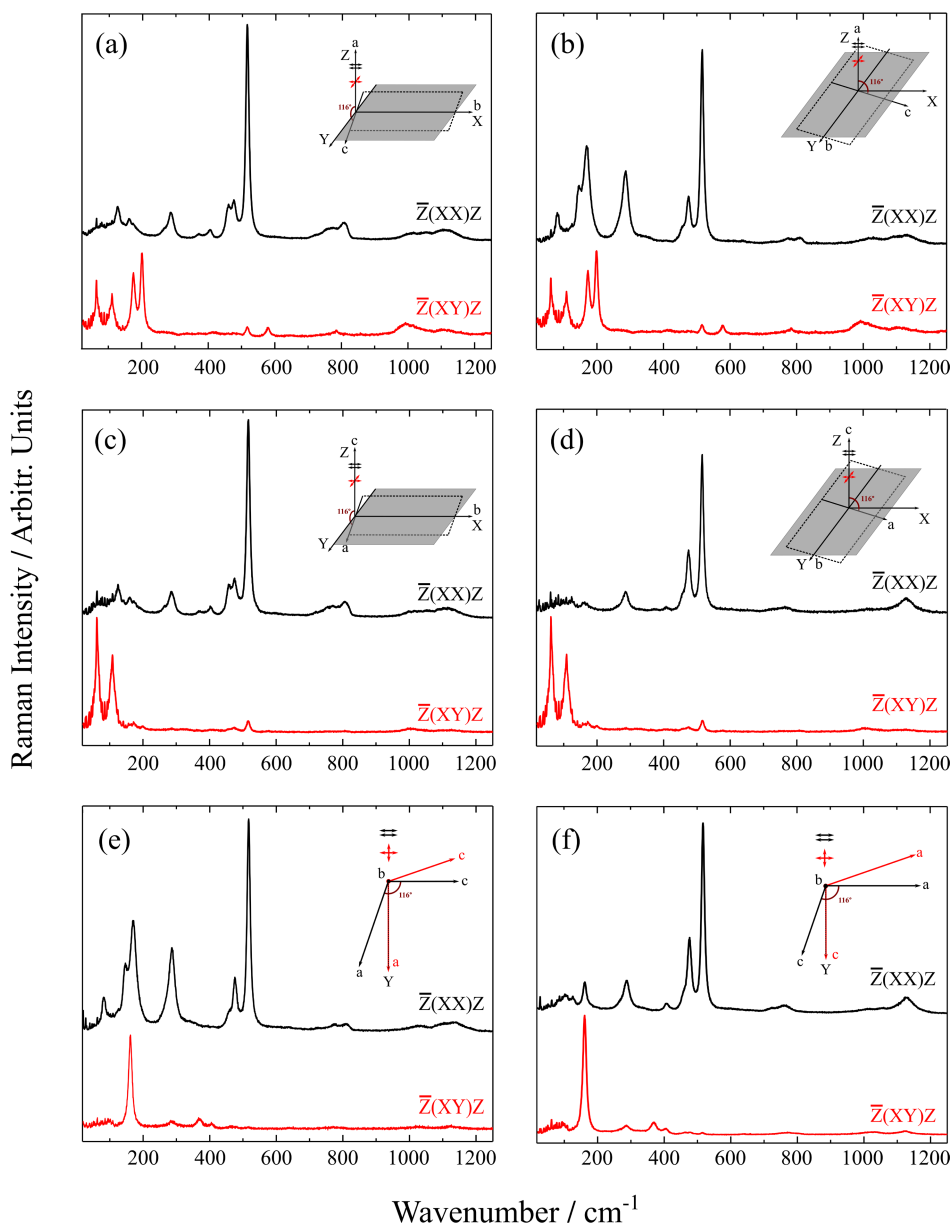 (a)
a
Z
116°
b
X
Y
c
Z̅(XX)Z
Z̅(XY)Z
200 400 600 800 1000 1200
(b)
a
Z
116°
X
c
Y
b
Z̅(XX)Z
Z̅(XY)Z
200 400 600 800 1000 1200
Raman Intensity / Arbitr. Units
(c)
c
Z
116°
b
X
Y
a
Z̅(XX)Z
Z̅(XY)Z
200 400 600 800 1000 1200
(d)
c
Z
116°
X
a
Y
b
Z̅(XX)Z
Z̅(XY)Z
200 400 600 800 1000 1200
(e)
c
b
c
116°
a
a
Y
Z̅(XX)Z
Z̅(XY)Z
200 400 600 800 1000 1200
(f)
a
b
a
116°
c
c
Y
Z̅(XX)Z
Z̅(XY)Z
200 400 600 800 1000 1200
Wavenumber / cm⁻¹